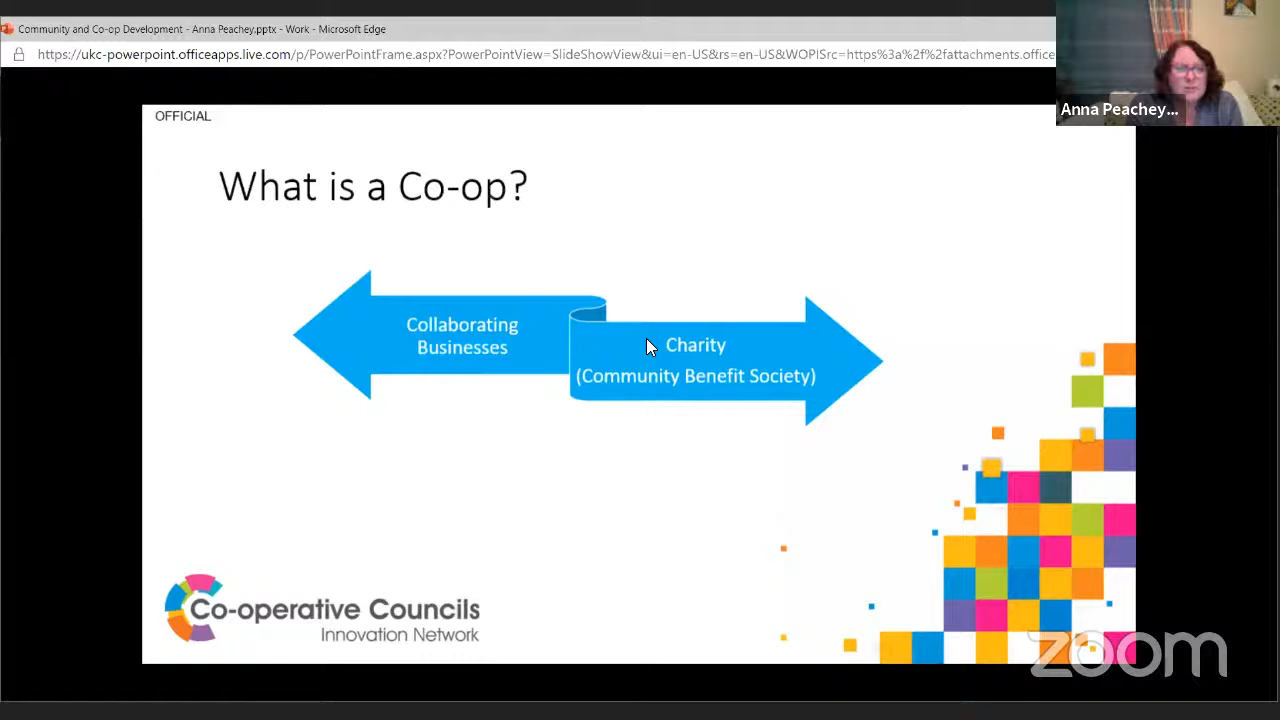 Community and Co-op Development - Anna Peachey.pptx - Work - Microsoft Edge
https://ukc-powerpoint.officeapps.live.com/p/PowerPointFrame.aspx?PowerPointView=SlideShowView&ui=en-US&rs=en-US&WOPISrc=https%3a%2f%2fattachments.office
Anna Peachey...
OFFICIAL
What is a Co-op?
Collaborating
Businesses
Charity
(Community Benefit Society)
Co-operative Councils
Innovation Network
zoom